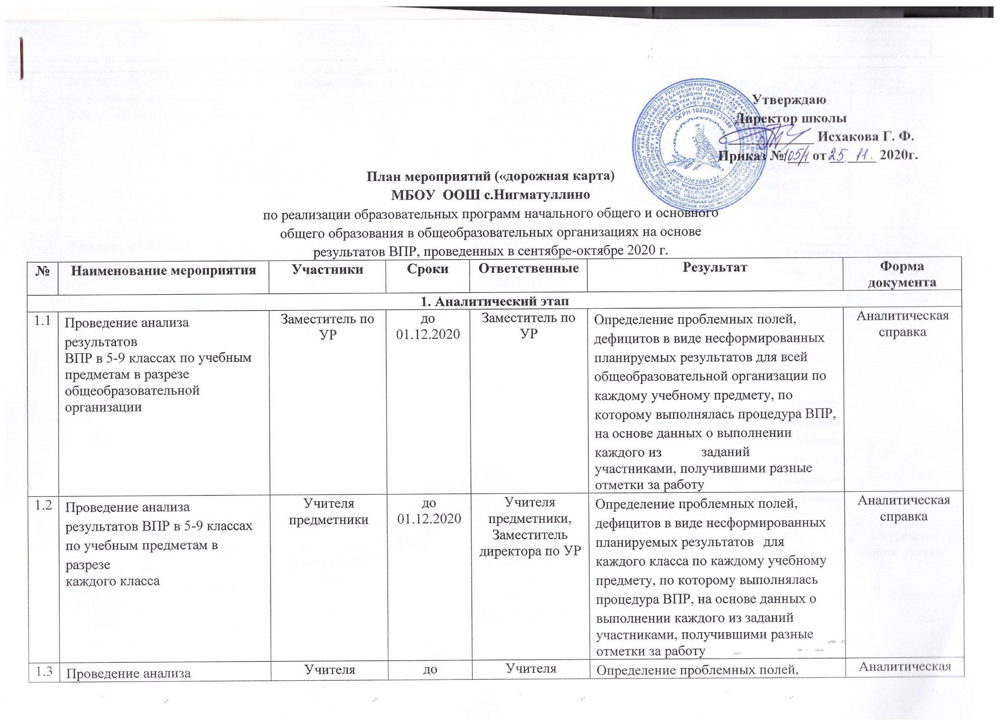 Утверждаю
Директор школы
Исхакова Г. Ф.
Приказ № 105/1 от 25. 11. 2020г.
ОГРН 1020201731186
ИНН 0202005121
План мероприятий («дорожная карта)
МБОУ ООШ с.Нигматуллино
по реализации образовательных программ начального общего и основного
общего образования в общеобразовательных организациях на основе
результатов ВПР, проведенных в сентябре-октябре 2020 г.
№ Наименование мероприятия Участники Сроки Ответственные Результат Форма
документа
1. Аналитический этап
1.1
Проведение анализа
результатов
ВПР в 5-9 классах по учебным
предметам в разрезе
общеобразовательной
организации
Заместитель по
УР
до
01.12.2020
Заместитель по
УР
Определение проблемных полей,
дефицитов в виде несформированных
планируемых результатов для всей
общеобразовательной организации по
каждому учебному предмету, по
которому выполнялась процедура ВПР,
на основе данных о выполнении
каждого из заданий
участниками, получившими разные
отметки за работу
Аналитическая
справка
1.2
Проведение анализа
результатов ВПР в 5-9 классах
по учебным предметам в
разрезе
каждого класса
Учителя
предметники
до
01.12.2020
Учителя
предметники,
Заместитель
директора по УР
Определение проблемных полей,
дефицитов в виде несформированных
планируемых результатов для
каждого класса по каждому учебному
предмету, по которому выполнялась
процедура ВПР, на основе данных о
выполнении каждого из заданий
участниками, получившими разные
отметки за работу
Аналитическая
справка
1.3
Проведение анализа
Учителя
до
Учителя
Определение проблемных полей,
Аналитическая